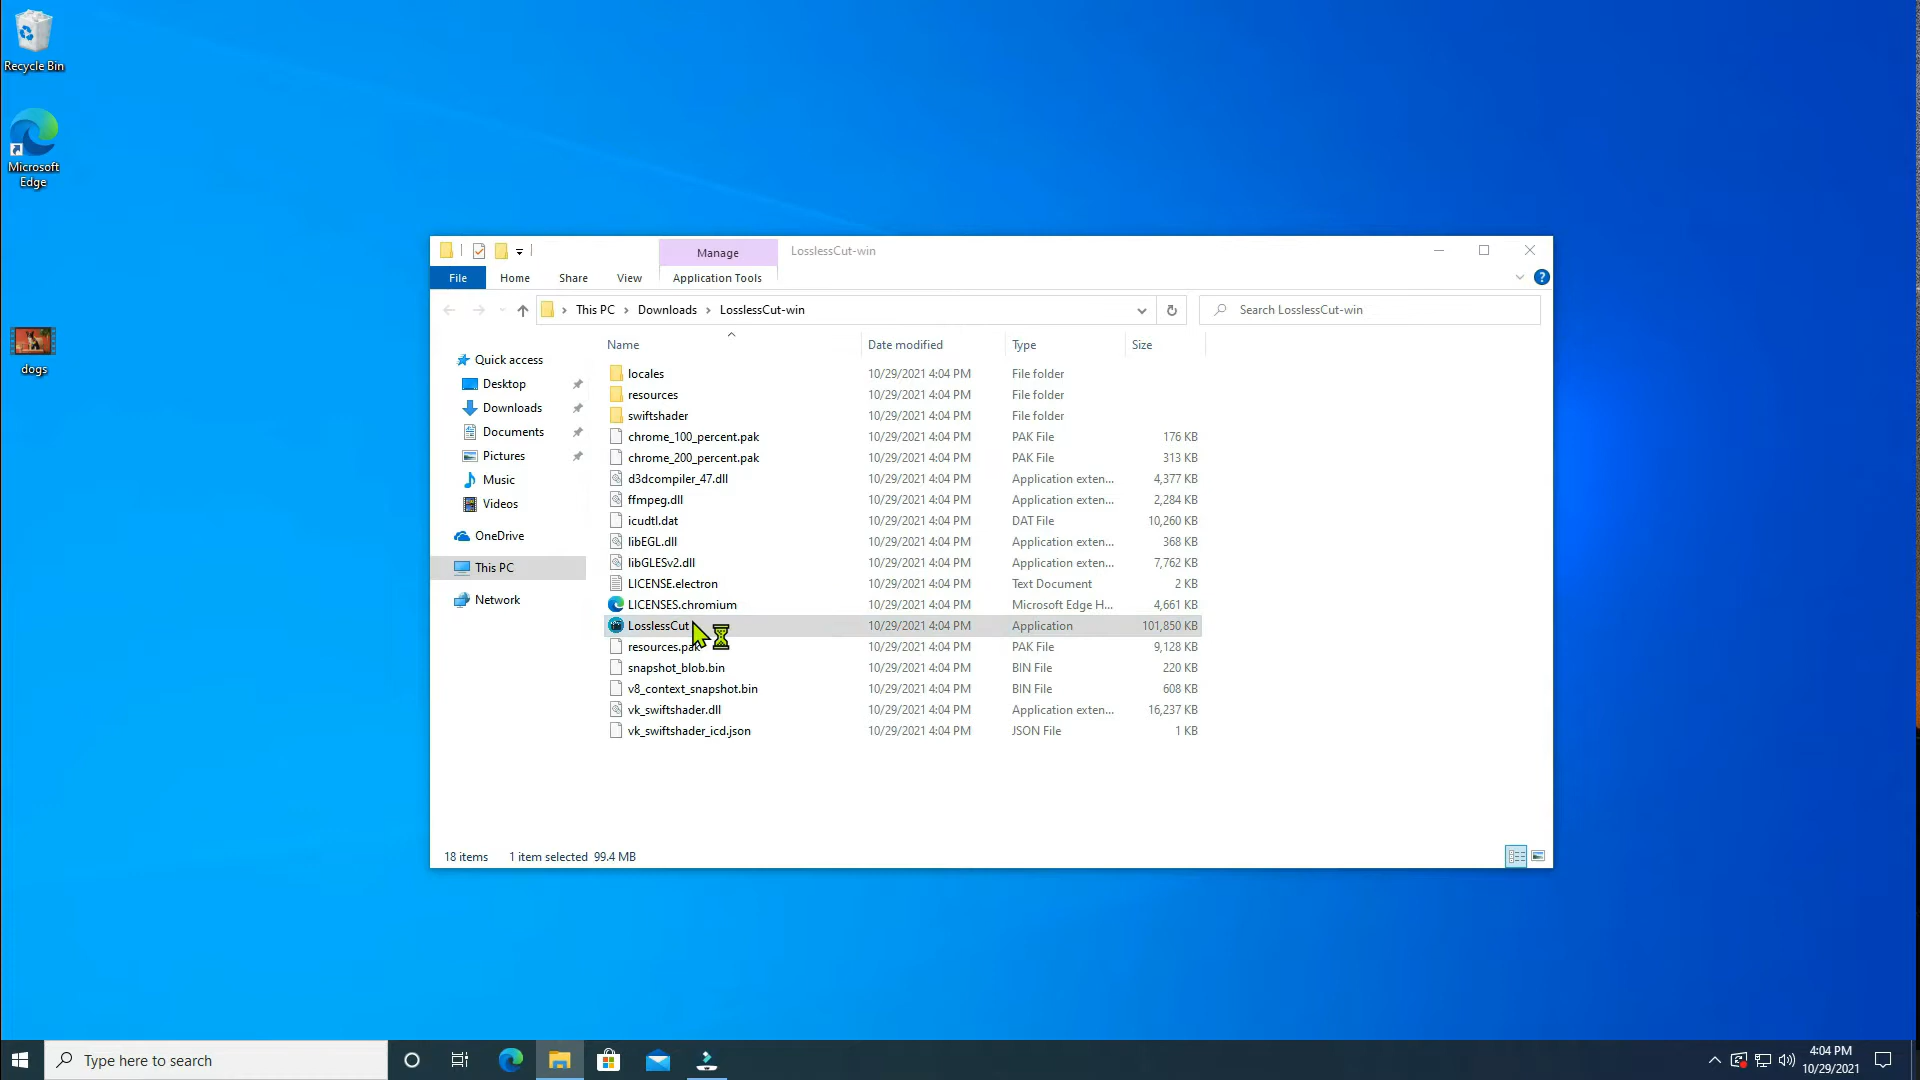 Recycle Bin
Microsoft
Edge
dogs
Manage
LosslessCut-win
File Home Share View Application Tools
This PC Downloads LosslessCut-win
Search LosslessCut-win
Name Date modified Type Size
Quick access
Desktop
Downloads
Documents
Pictures
Music
Videos
OneDrive
This PC
Network
locales 10/29/2021 4:04 PM File folder
resources 10/29/2021 4:04 PM File folder
swiftshader 10/29/2021 4:04 PM File folder
chrome_100_percent.pak 10/29/2021 4:04 PM PAK File 176 KB
chrome_200_percent.pak 10/29/2021 4:04 PM PAK File 313 KB
d3dcompiler_47.dll 10/29/2021 4:04 PM Application exten... 4,377 KB
ffmpeg.dll 10/29/2021 4:04 PM Application exten... 2,284 KB
icudtl.dat 10/29/2021 4:04 PM DAT File 10,260 KB
libEGL.dll 10/29/2021 4:04 PM Application exten... 368 KB
libGLESv2.dll 10/29/2021 4:04 PM Application exten... 7,762 KB
LICENSE.electron 10/29/2021 4:04 PM Text Document 2 KB
LICENSES.chromium 10/29/2021 4:04 PM Microsoft Edge H... 4,661 KB
LosslessCut 10/29/2021 4:04 PM Application 101,850 KB
resources.pak 10/29/2021 4:04 PM PAK File 9,128 KB
snapshot_blob.bin 10/29/2021 4:04 PM BIN File 220 KB
v8_context_snapshot.bin 10/29/2021 4:04 PM BIN File 608 KB
vk_swiftshader.dll 10/29/2021 4:04 PM Application exten... 16,237 KB
vk_swiftshader_icd.json 10/29/2021 4:04 PM JSON File 1 KB
18 items 1 item selected 99.4 MB
Type here to search
4:04 PM
10/29/2021